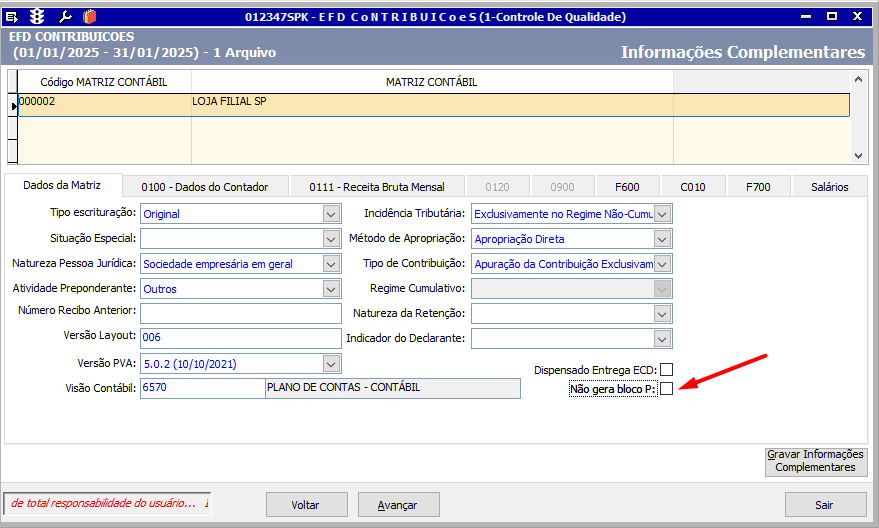 012347SPK - E F D C o N T R I B U I C o e S (1-Controle De Qualidade)
EFD CONTRIBUICOES
(01/01/2025 - 31/01/2025) - 1 Arquivo
Informações Complementares
Código MATRIZ CONTÁBIL MATRIZ CONTÁBIL
000002 LOJA FILIAL SP
Dados da Matriz 0100 - Dados do Contador 0111 - Receita Bruta Mensal 0120 0900 F600 C010 F700 Salários
Tipo escrituração: Original Incidência Tributária: Exclusivamente no Regime Não-Cumu
Situação Especial: Método de Apropriação: Apropriação Direta
Natureza Pessoa Jurídica: Sociedade empresária em geral Tipo de Contribuição: Apuração da Contribuição Exclusivam
Atividade Preponderante: Outros Regime Cumulativo:
Número Recibo Anterior: Natureza da Retenção:
Versão Layout: 006 Indicador do Declarante:
Versão PVA: 5.0.2 (10/10/2021) Dispensado Entrega ECD:
Visão Contábil: 6570 PLANO DE CONTAS - CONTÁBIL Não gera bloco P:
Gravar Informações
Complementares
de total responsabilidade do usuário...
Voltar Avançar Sair